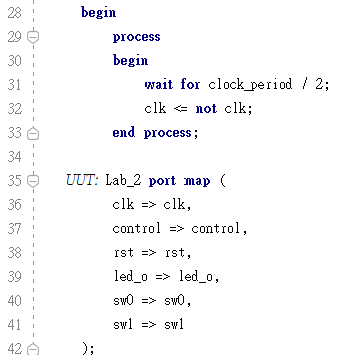 28 begin
29 process
30 begin
31 wait for clock_period / 2;
32 clk <= not clk;
33 end process;
34
35 UUT: Lab_2 port map (
36 clk => clk,
37 control => control,
38 rst => rst,
39 led_o => led_o,
40 sw0 => sw0,
41 sw1 => sw1
42 );